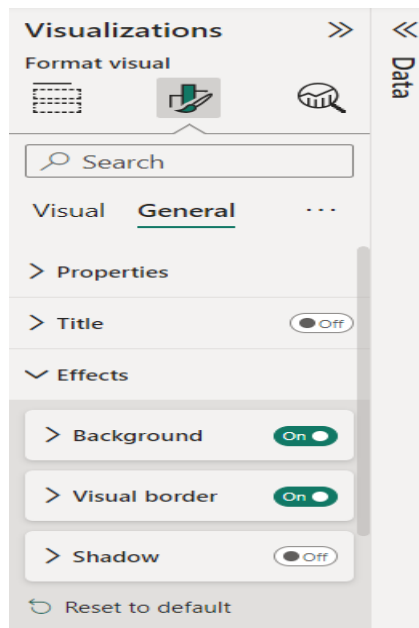 Visualizations
Data
Format visual
Search
Visual General ...
Properties
Title Off
Effects
Background On
Visual border On
Shadow Off
Reset to default